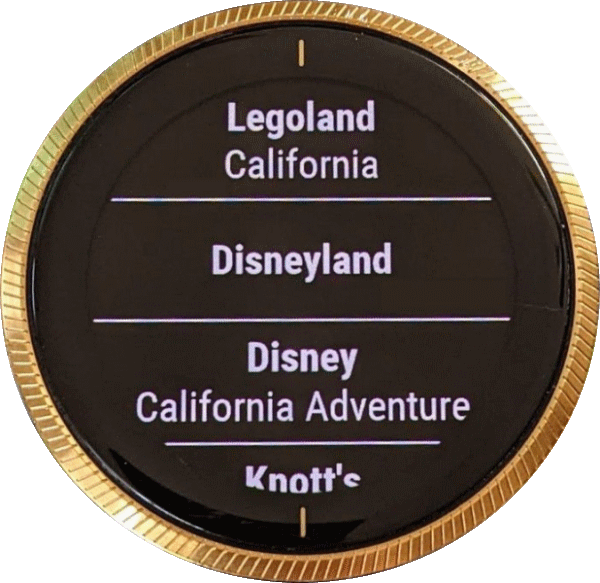 Legoland
California
Disneyland
Disney
California Adventure
Knott's